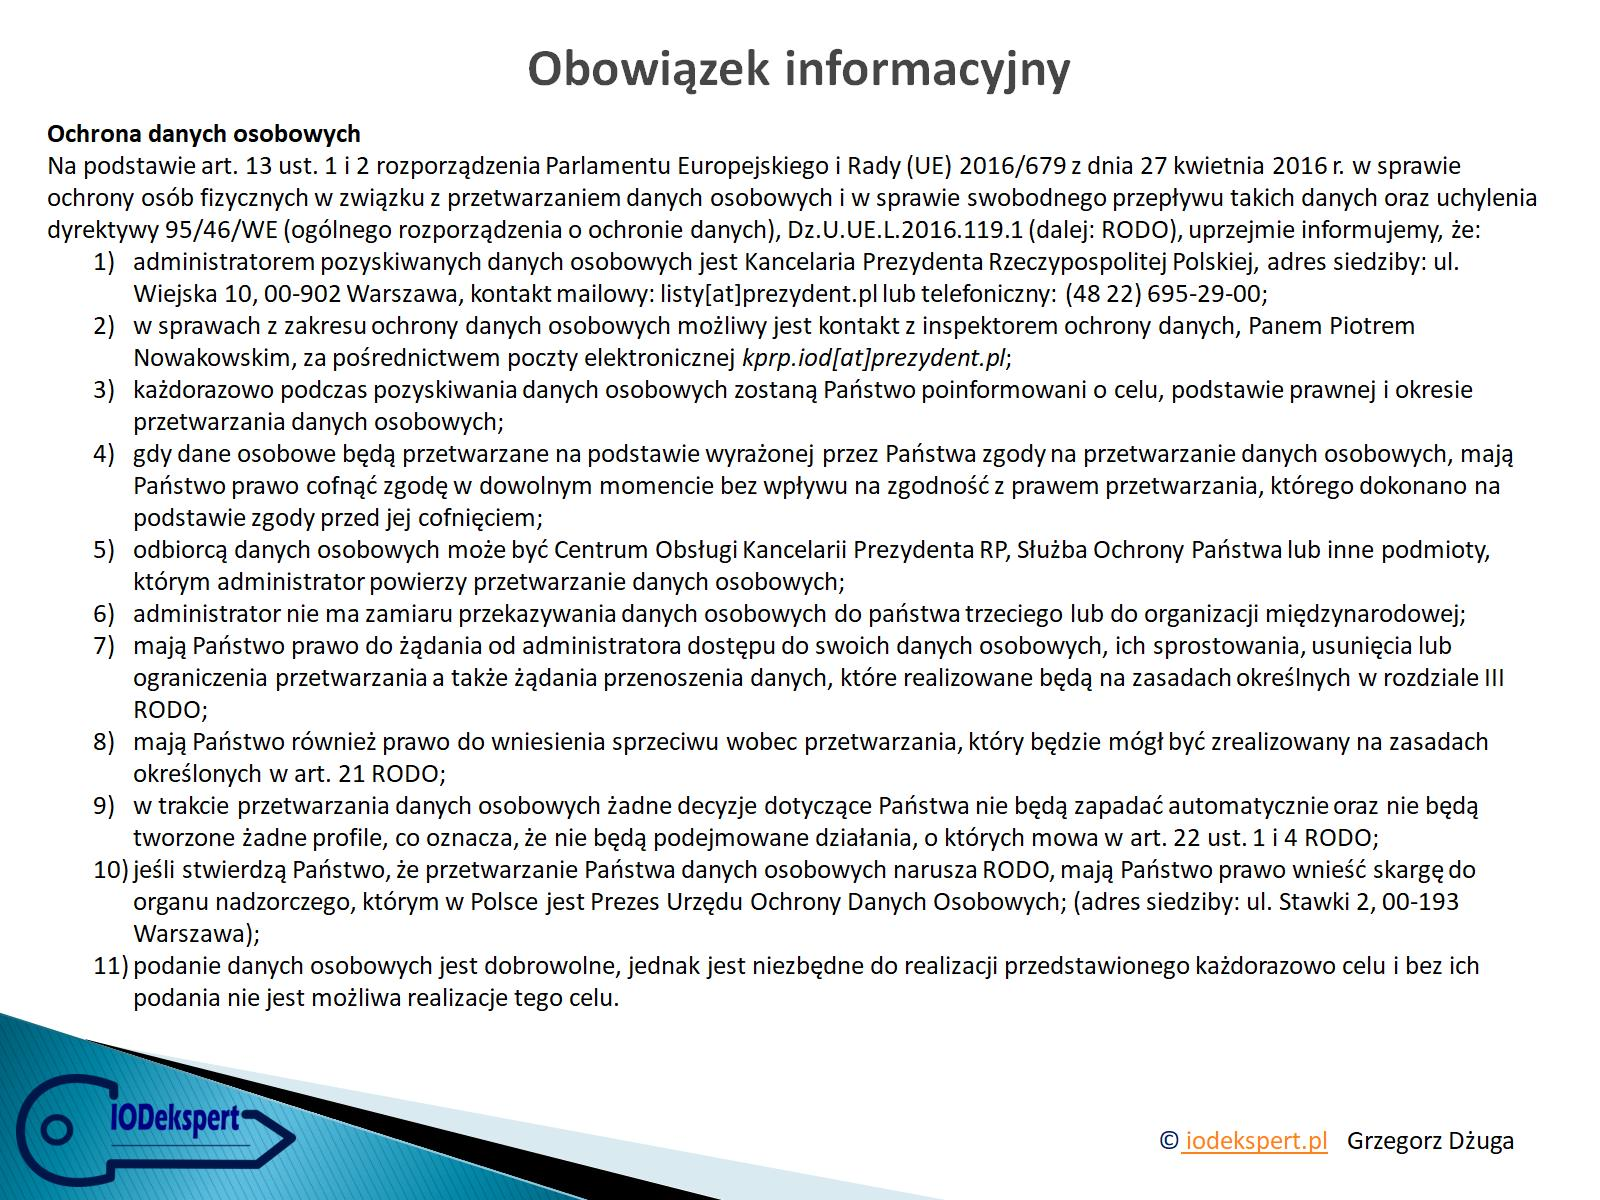 Obowiązek informacyjny
Ochrona danych osobowych
Na podstawie art. 13 ust. 1 i 2 rozporządzenia Parlamentu Europejskiego i Rady (UE) 2016/679 z dnia 27 kwietnia 2016 r. w sprawie
ochrony osób fizycznych w związku z przetwarzaniem danych osobowych i w sprawie swobodnego przepływu takich danych oraz uchylenia
dyrektywy 95/46/WE (ogólnego rozporządzenia o ochronie danych), Dz.U.UE.L.2016.119.1 (dalej: RODO), uprzejmie informujemy, że:
1) administratorem pozyskiwanych danych osobowych jest Kancelaria Prezydenta Rzeczypospolitej Polskiej, adres siedziby: ul.
Wiejska 10, 00-902 Warszawa, kontakt mailowy: listy[at]prezydent.pl lub telefoniczny: (48 22) 695-29-00;
2) w sprawach z zakresu ochrony danych osobowych możliwy jest kontakt z inspektorem ochrony danych, Panem Piotrem
Nowakowskim, za pośrednictwem poczty elektronicznej kprp.iod[at]prezydent.pl;
3) każdorazowo podczas pozyskiwania danych osobowych zostaną Państwo poinformowani o celu, podstawie prawnej i okresie
przetwarzania danych osobowych;
4) gdy dane osobowe będą przetwarzane na podstawie wyrażonej przez Państwa zgody na przetwarzanie danych osobowych, mają
Państwo prawo cofnąć zgodę w dowolnym momencie bez wpływu na zgodność z prawem przetwarzania, którego dokonano na
podstawie zgody przed jej cofnięciem;
5) odbiorcą danych osobowych może być Centrum Obsługi Kancelarii Prezydenta RP, Służba Ochrony Państwa lub inne podmioty,
którym administrator powierzy przetwarzanie danych osobowych;
6) administrator nie ma zamiaru przekazywania danych osobowych do państwa trzeciego lub do organizacji międzynarodowej;
7) mają Państwo prawo do żądania od administratora dostępu do swoich danych osobowych, ich sprostowania, usunięcia lub
ograniczenia przetwarzania a także żądania przenoszenia danych, które realizowane będą na zasadach określnych w rozdziale III
RODO;
8) mają Państwo również prawo do wniesienia sprzeciwu wobec przetwarzania, który będzie mógł być zrealizowany na zasadach
określonych w art. 21 RODO;
9) w trakcie przetwarzania danych osobowych żadne decyzje dotyczące Państwa nie będą zapadać automatycznie oraz nie będą
tworzone żadne profile, co oznacza, że nie będą podejmowane działania, o których mowa w art. 22 ust. 1 i 4 RODO;
10) jeśli stwierdzą Państwo, że przetwarzanie Państwa danych osobowych narusza RODO, mają Państwo prawo wnieść skargę do
organu nadzorczego, którym w Polsce jest Prezes Urzędu Ochrony Danych Osobowych; (adres siedziby: ul. Stawki 2, 00-193
Warszawa);
11) podanie danych osobowych jest dobrowolne, jednak jest niezbędne do realizacji przedstawionego każdorazowo celu i bez ich
podania nie jest możliwa realizacje tego celu.
IODekspert
© iodekspert.pl Grzegorz Dżuga